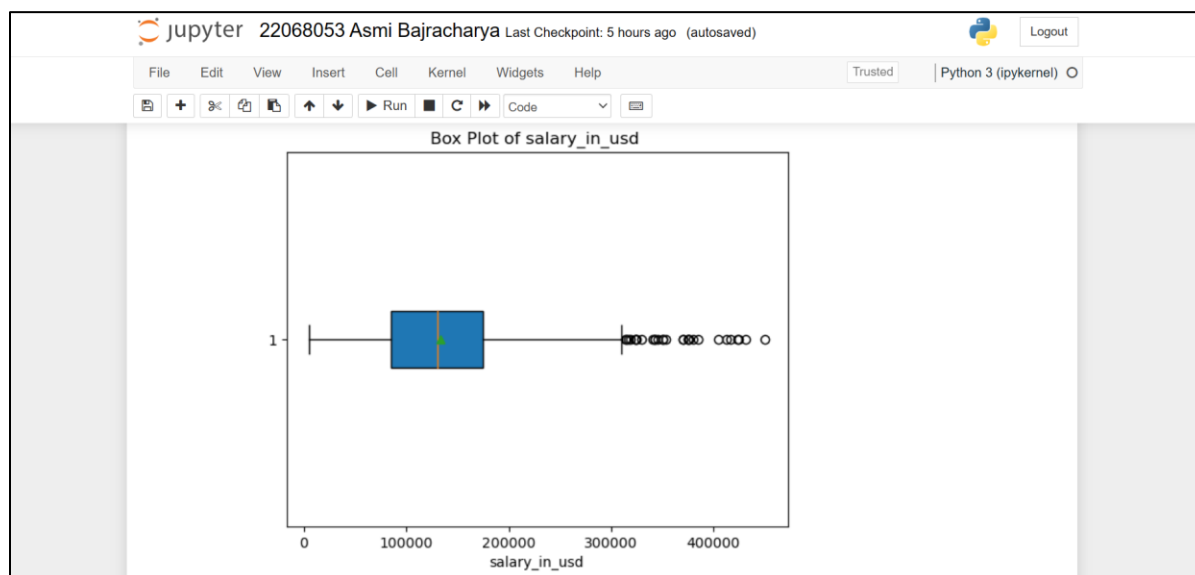 jupyter 22068053 Asmi Bajracharya Last Checkpoint: 5 hours ago (autosaved) Logout
File Edit View Insert Cell Kernel Widgets Help Trusted Python 3 (ipykernel)
Run Code
Box Plot of salary_in_usd
1
0 100000 200000 300000 400000
salary_in_usd